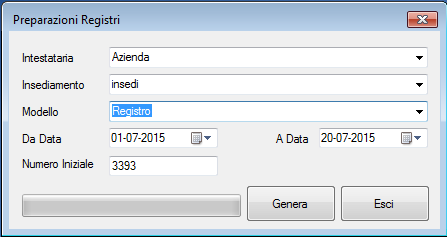 Preparazioni Registri
Intestataria Azienda
Insediamento insedi
Modello Registro
Da Data 01-07-2015 A Data 20-07-2015
Numero Iniziale 3393
Genera Esci